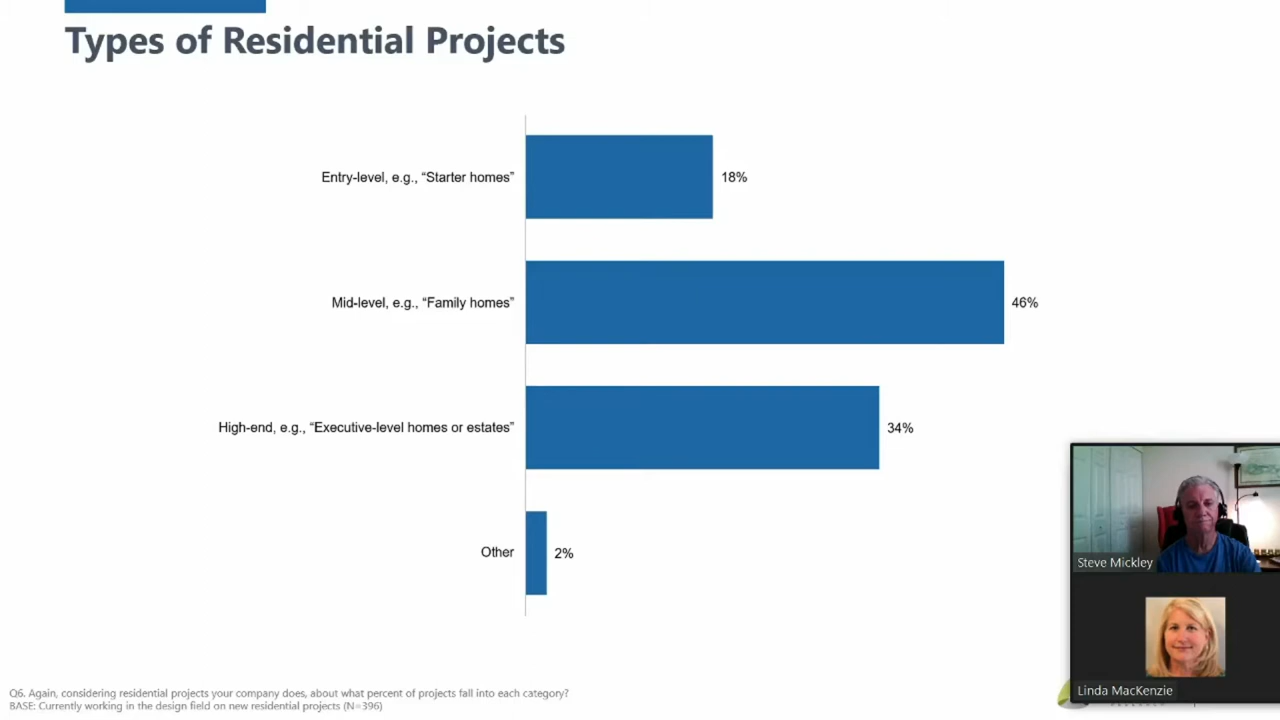 Types of Residential Projects
Entry-level, e.g., “Starter homes”
18%
Mid-level, e.g., “Family homes”
46%
High-end, e.g., “Executive-level homes or estates”
34%
Other
2%
Steve Mickley
Linda MacKenzie
Q6. Again, considering residential projects your company does, about what percent of projects fall into each category?
BASE: Currently working in the design field on new residential projects (N=396)